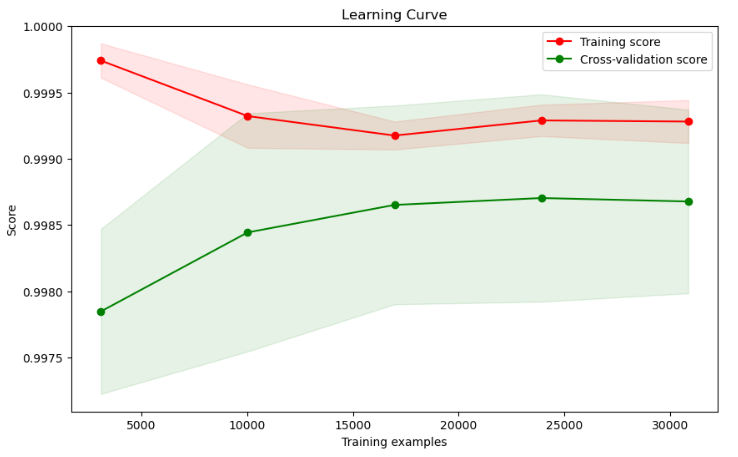 Learning Curve
1.0000
0.9995
0.9990
0.9985
0.9980
0.9975
Score
Training score
Cross-validation score
5000 10000 15000 20000 25000 30000
Training examples